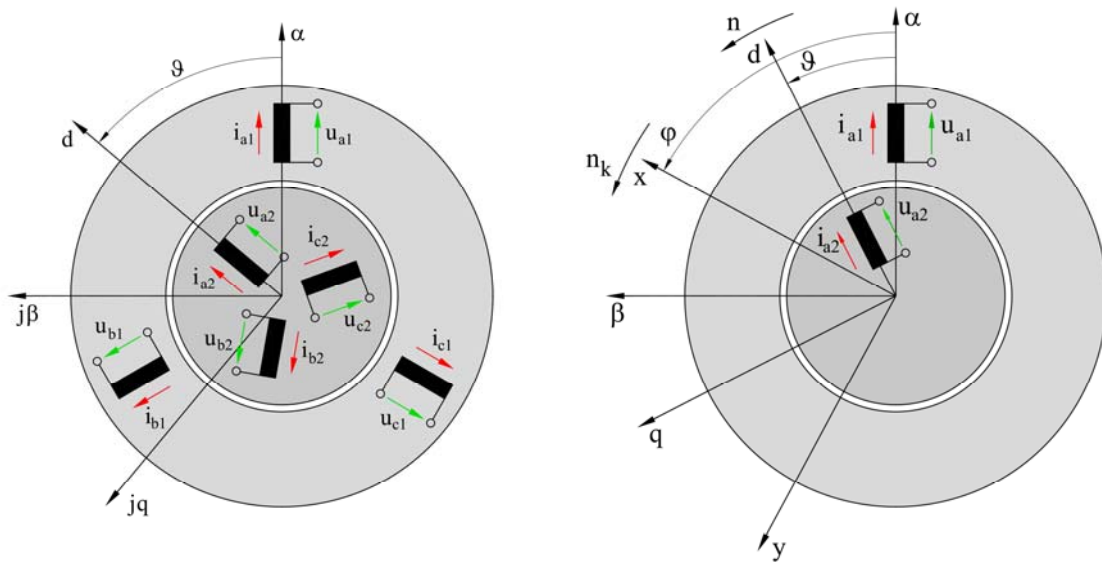 α
ϑ
d
i_a1
u_a1
u_a2
i_c2
i_a2
jβ
u_b1
u_b2
i_b2
u_c2
i_c1
i_b1
u_c1
jq
α
n
d
ϑ
φ
n_k
x
i_a1
u_a1
u_a2
i_a2
β
q
y